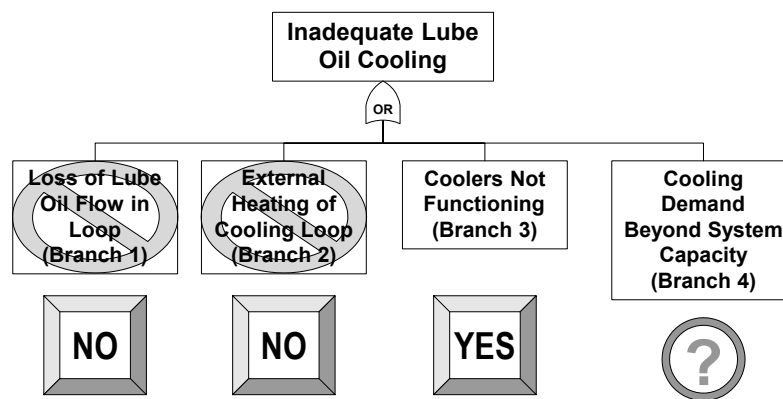 Inadequate Lube
Oil Cooling
OR
Loss of Lube
Oil Flow in
Loop
(Branch 1)
External
Heating of
Cooling Loop
(Branch 2)
Coolers Not
Functioning
(Branch 3)
Cooling
Demand
Beyond System
Capacity
(Branch 4)
NO
NO
YES
?